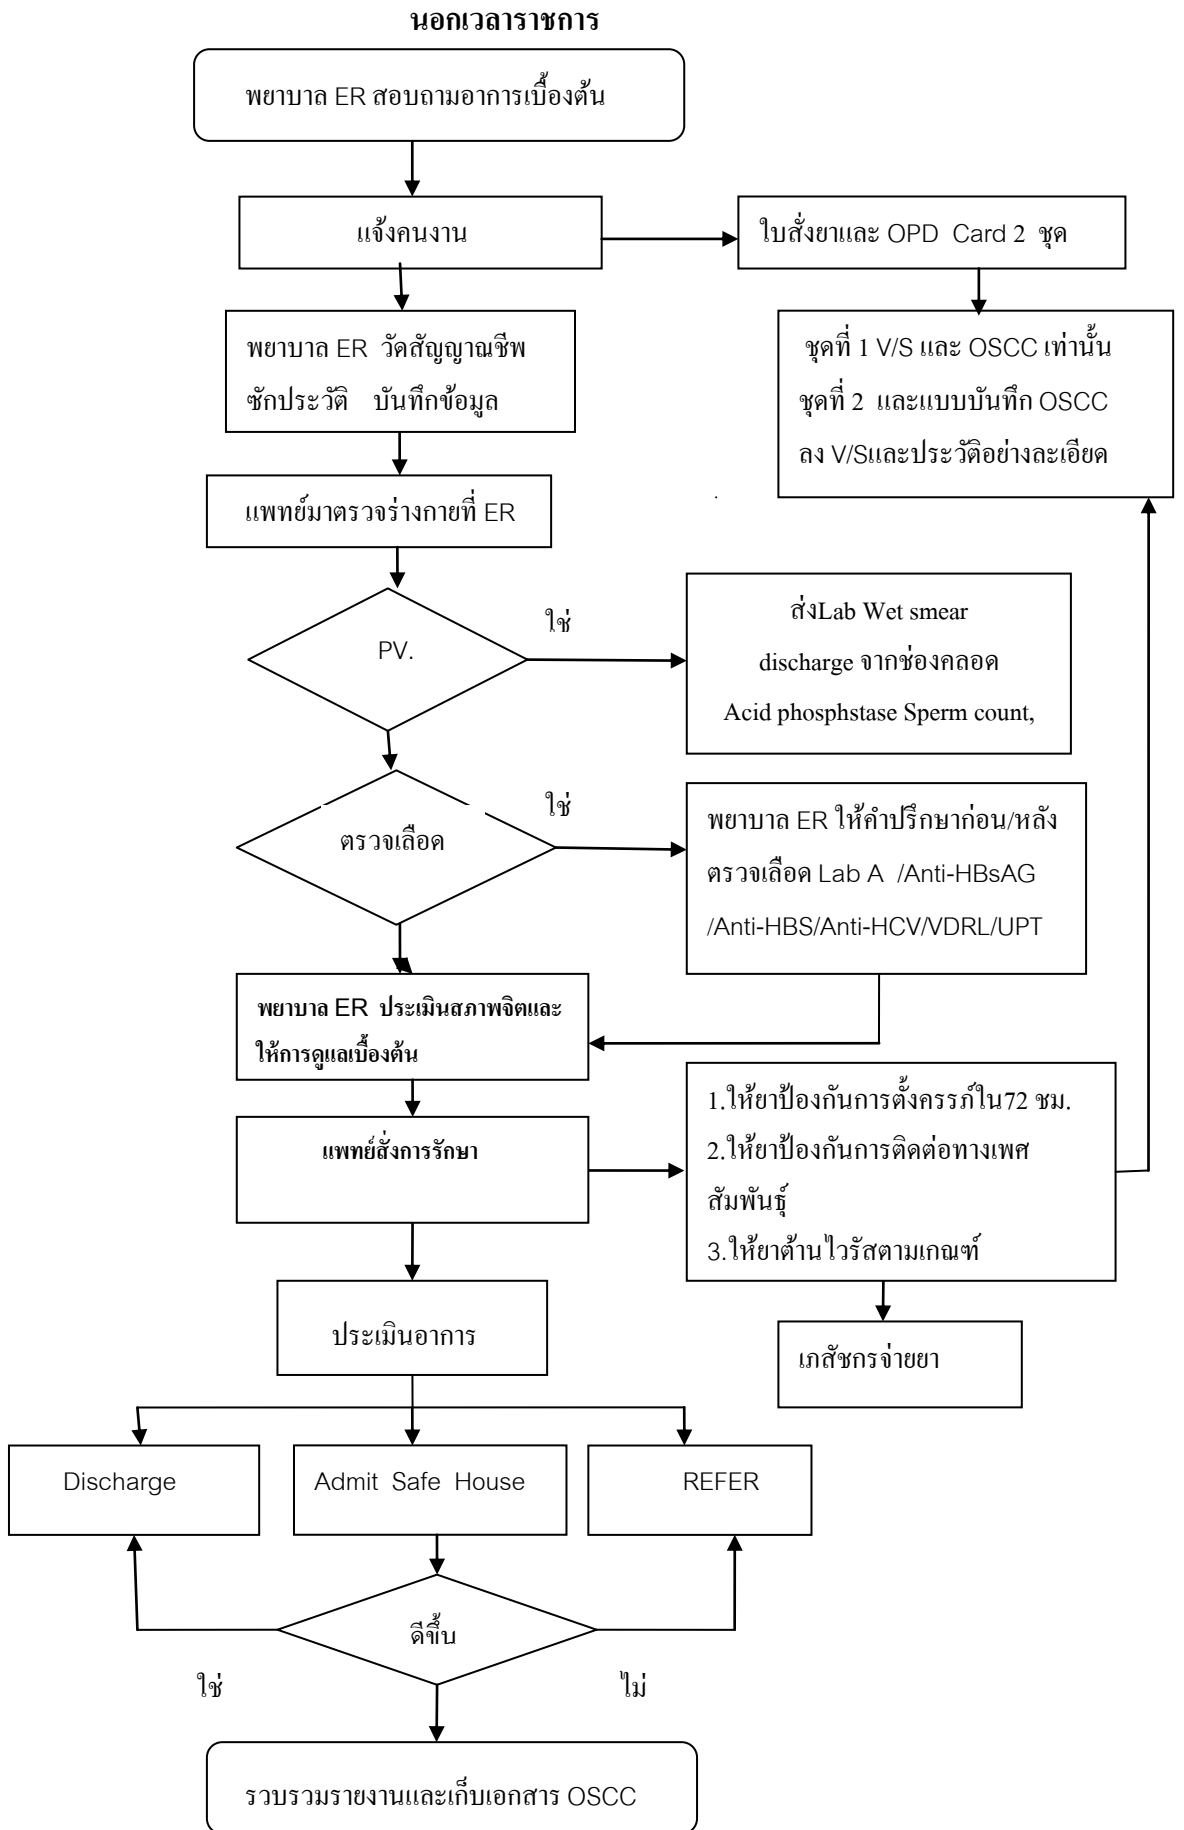 นอกเวลาราชการ
พยาบาล ER สอบถามอาการเบื้องต้น
แจ้งคนงาน
ใบสั่งยาและ OPD Card 2 ชุด
พยาบาล ER วัดสัญญาณชีพ
ซักประวัติ บันทึกข้อมูล
ชุดที่ 1 V/S และ OSCC เท่านั้น
ชุดที่ 2 และแบบบันทึก OSCC
ลง V/Sและประวัติอย่างละเอียด
แพทย์มาตรวจร่างกายที่ ER
PV.
ใช่
ส่งLab Wet smear
discharge จากช่องคลอด
Acid phosphstase Sperm count,
ตรวจเลือด
ใช่
พยาบาล ER ให้คำปรึกษาก่อน/หลัง
ตรวจเลือด Lab A /Anti-HBsAG
/Anti-HBS/Anti-HCV/VDRL/UPT
พยาบาล ER ประเมินสภาพจิตและ
ให้การดูแลเบื้องต้น
แพทย์สั่งการรักษา
1.ให้ยาป้องกันการตั้งครรภ์ใน72 ชม.
2.ให้ยาป้องกันการติดต่อทางเพศ
สัมพันธุ์
3.ให้ยาต้านไวรัสตามเกณฑ์
ประเมินอาการ
เภสัชกรจ่ายยา
Discharge
Admit Safe House
REFER
ดีขึ้น
ใช่
ไม่
รวบรวมรายงานและเก็บเอกสาร OSCC